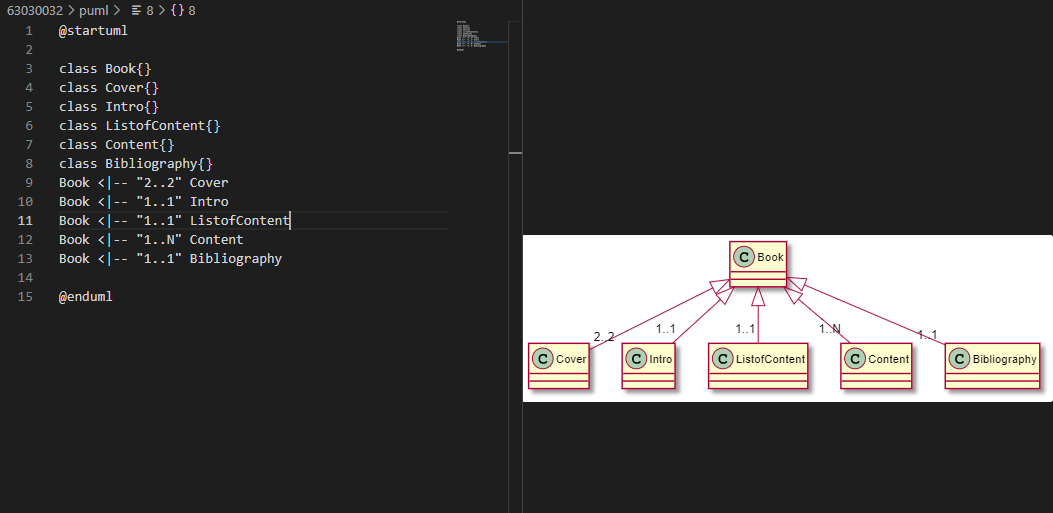 63030032 > puml > 8 > {} 8
1 @startuml
2
3 class Book{}
4 class Cover{}
5 class Intro{}
6 class ListofContent{}
7 class Content{}
8 class Bibliography{}
9 Book <|-- "2..2" Cover
10 Book <|-- "1..1" Intro
11 Book <|-- "1..1" ListofContent
12 Book <|-- "1..N" Content
13 Book <|-- "1..1" Bibliography
14
15 @enduml
C Book
2..2 1..1 1..1 1..N 1..1
C Cover C Intro C ListofContent C Content C Bibliography